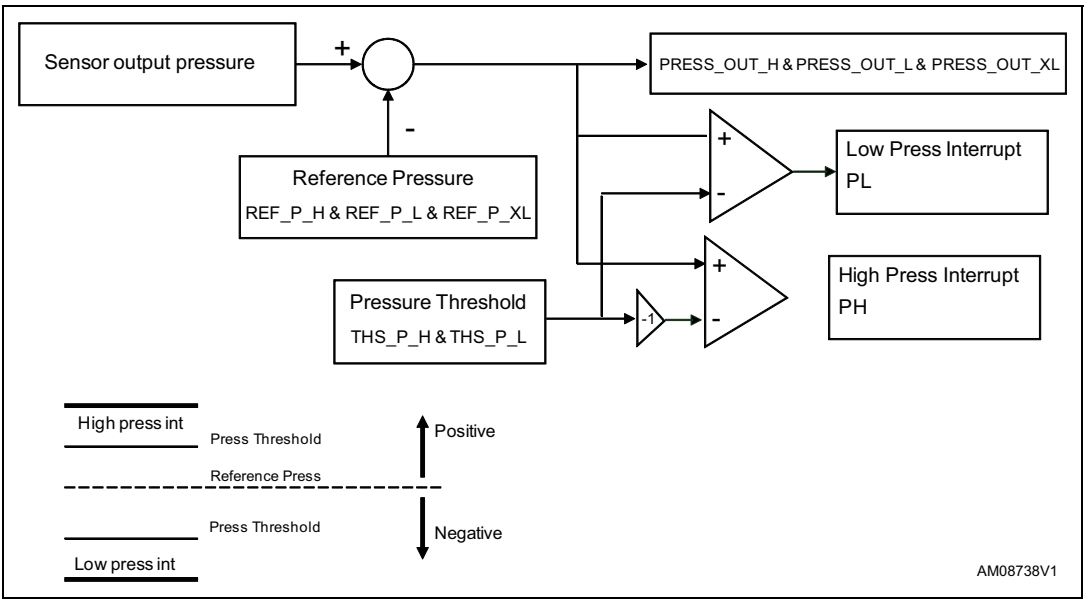 Sensor output pressure
+
-
PRESS_OUT_H & PRESS_OUT_L & PRESS_OUT_XL
Reference Pressure
REF_P_H & REF_P_L & REF_P_XL
+
-
Low Press Interrupt
PL
Pressure Threshold
THS_P_H & THS_P_L
-1
+
-
High Press Interrupt
PH
High press int
Press Threshold
Reference Press
Press Threshold
Low press int
Positive
Negative
AM08738V1